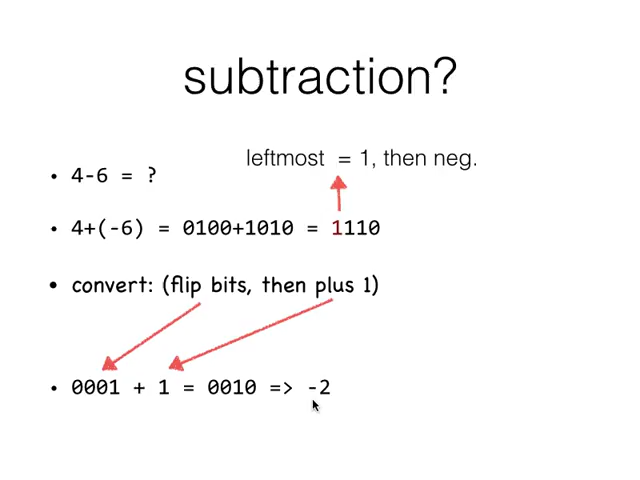 subtraction?
leftmost = 1, then neg.
• 4-6 = ?
• 4+(-6) = 0100+1010 = 1110
• convert: (flip bits, then plus 1)
• 0001 + 1 = 0010 => -2